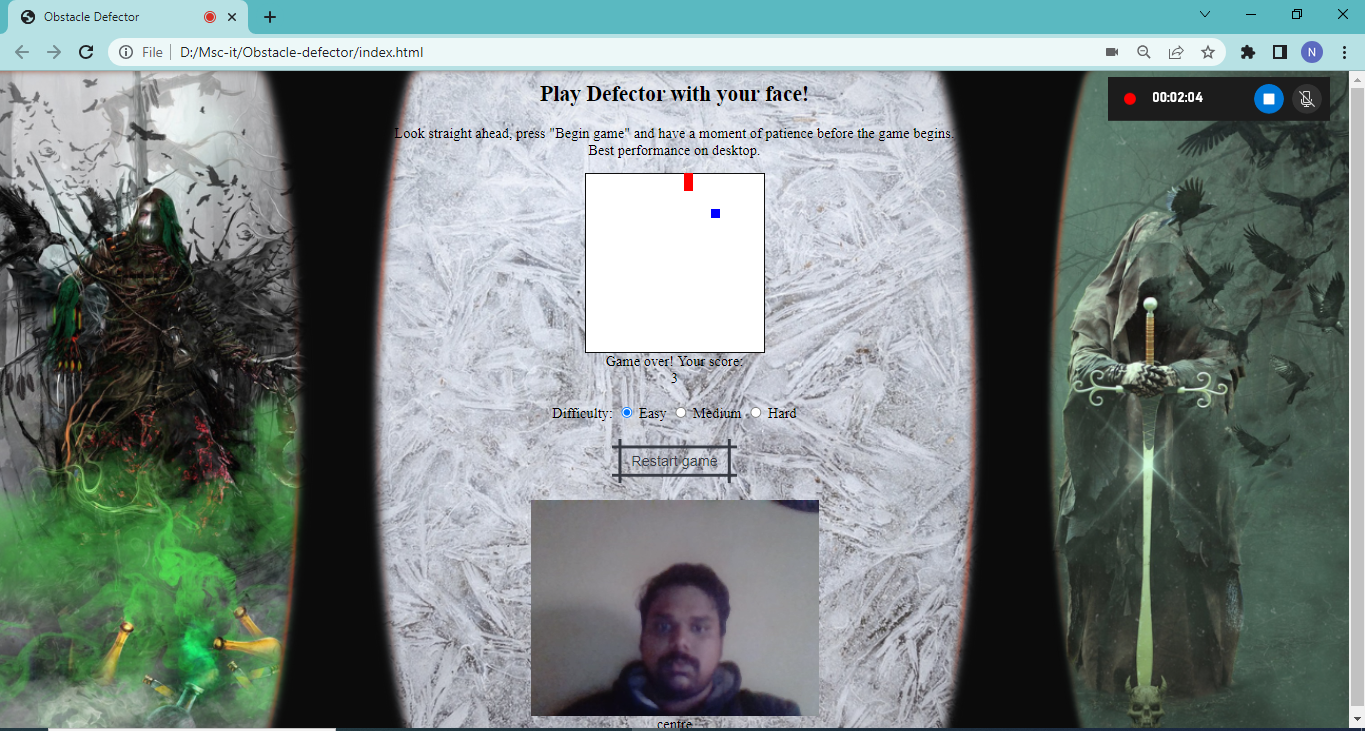 Obstacle Defector
File | D:/Msc-it/Obstacle-defector/index.html
N
00:02:04
Play Defector with your face!
Look straight ahead, press "Begin game" and have a moment of patience before the game begins.
Best performance on desktop.
Game over! Your score:
3
Difficulty: Easy Medium Hard
Restart game
centre